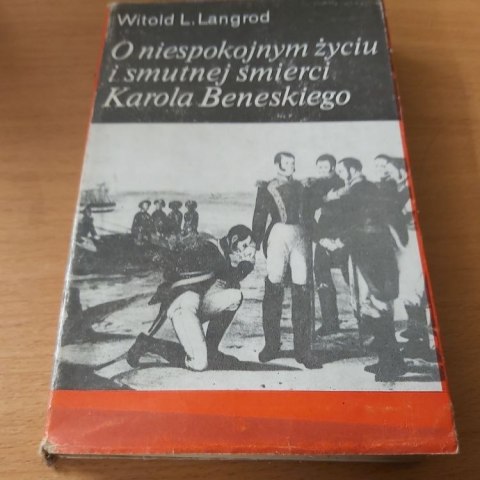 Witold L. Langrod
O niespokojnym życiu
i smutnej śmierci
Karola Beneskiego